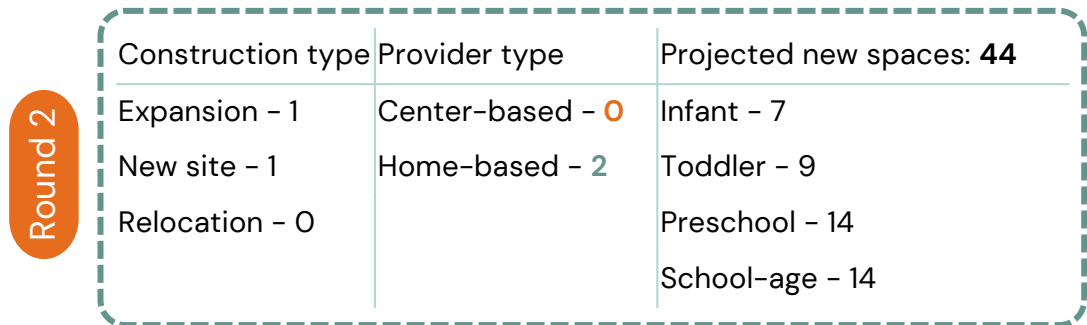 Round 2
Construction type Provider type Projected new spaces: 44
Expansion – 1 Center-based – 0 Infant – 7
New site – 1 Home-based – 2 Toddler – 9
Relocation – 0 Preschool – 14
School-age – 14